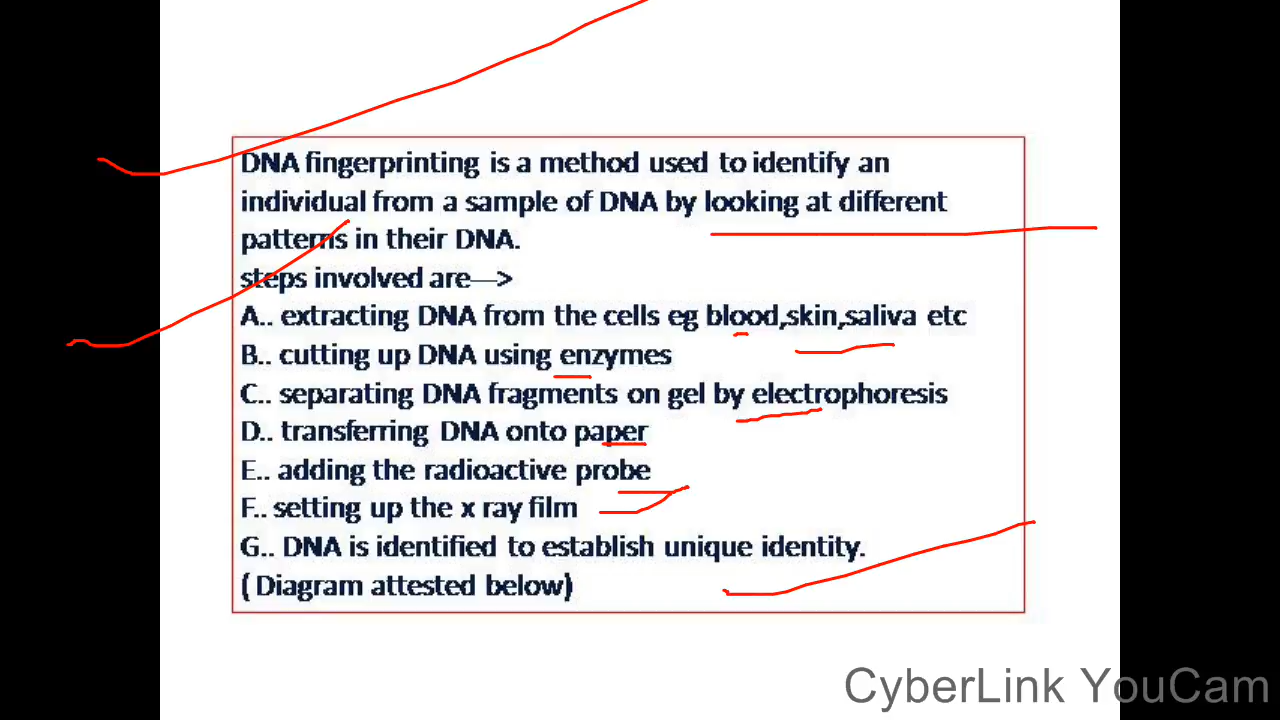 DNA fingerprinting is a method used to identify an
individual from a sample of DNA by looking at different
patterns in their DNA.
steps involved are—>
A.. extracting DNA from the cells eg blood,skin,saliva etc
B.. cutting up DNA using enzymes
C.. separating DNA fragments on gel by electrophoresis
D.. transferring DNA onto paper
E.. adding the radioactive probe
F.. setting up the x ray film
G.. DNA is identified to establish unique identity.
( Diagram attested below)
CyberLink YouCam